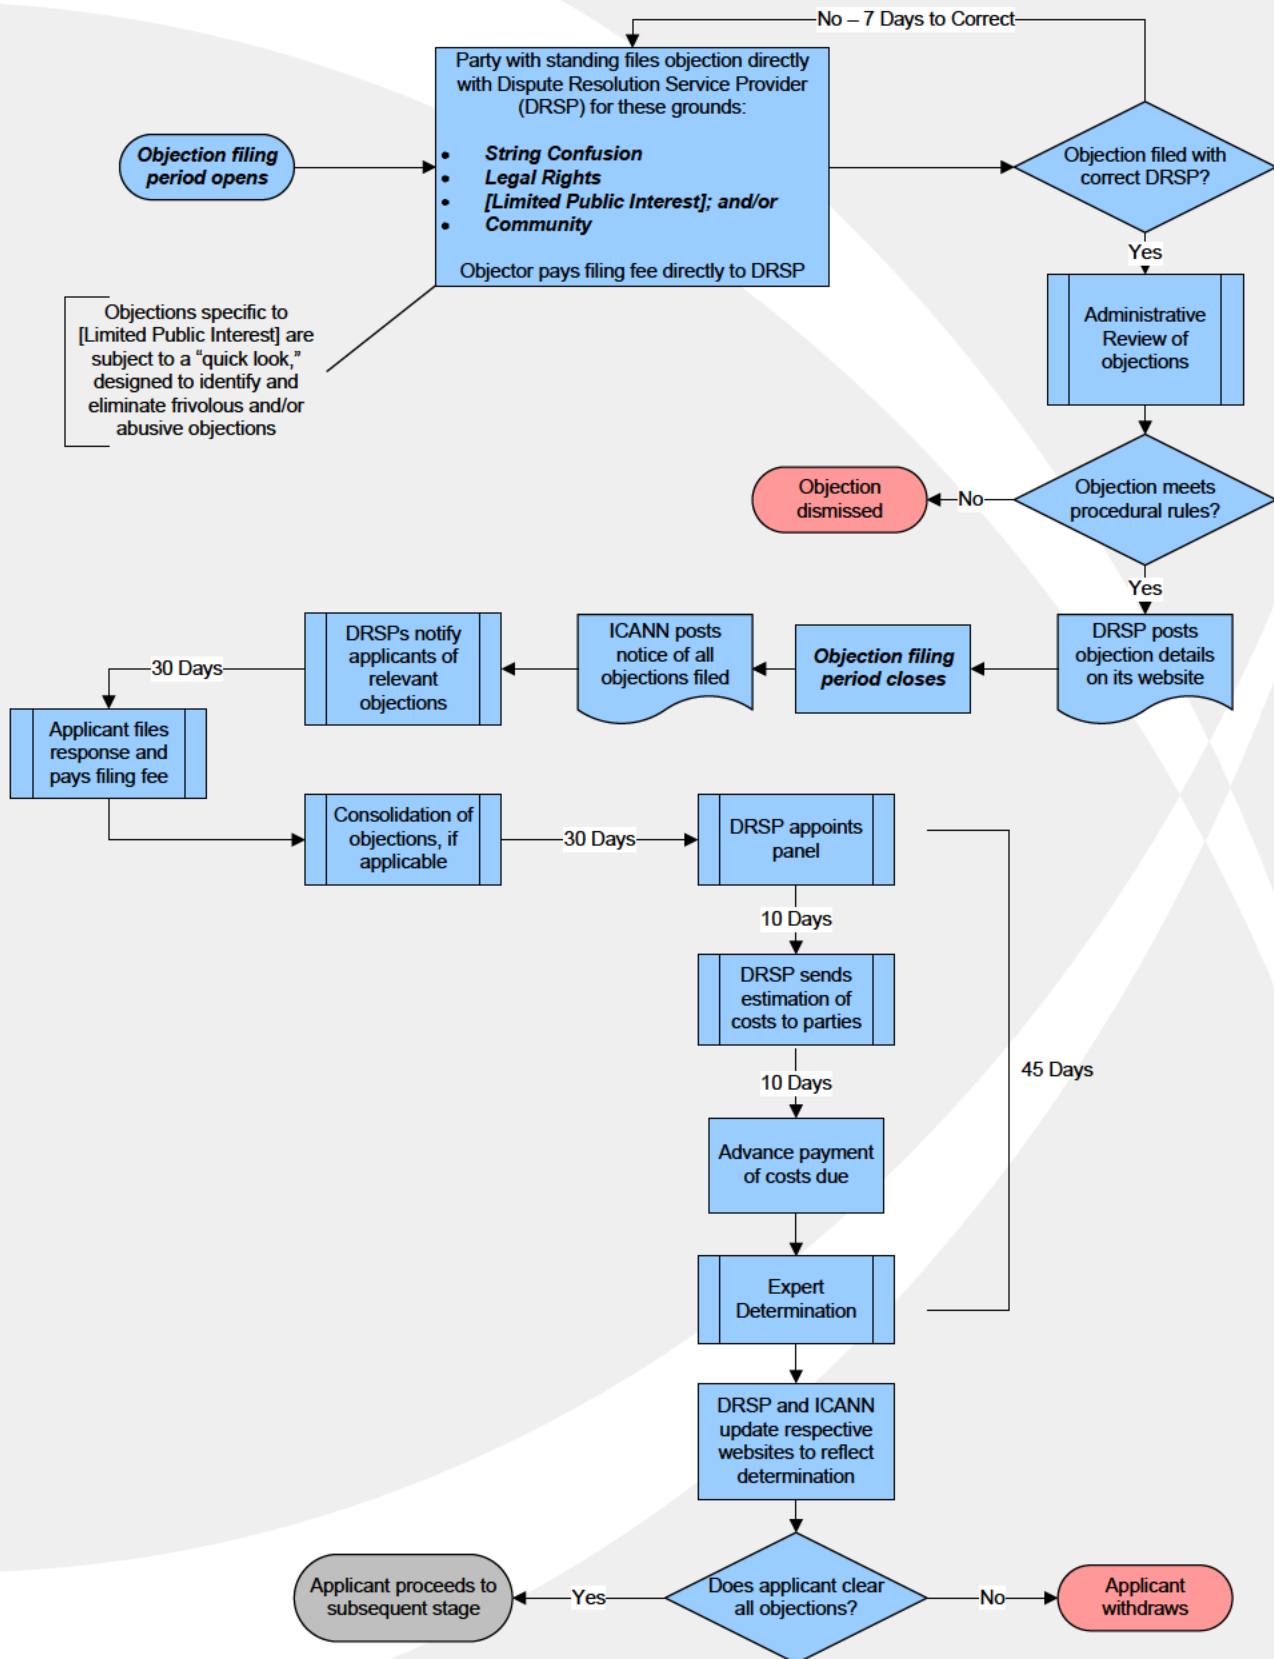 No – 7 Days to Correct
Party with standing files objection directly
with Dispute Resolution Service Provider
(DRSP) for these grounds:
• String Confusion
• Legal Rights
• [Limited Public Interest]; and/or
• Community
Objector pays filing fee directly to DRSP
Objection filing
period opens
Objection filed with
correct DRSP?
Yes
Objections specific to
[Limited Public Interest] are
subject to a “quick look,”
designed to identify and
eliminate frivolous and/or
abusive objections
Administrative
Review of
objections
Objection meets
procedural rules?
No
Objection
dismissed
Yes
DRSP posts
objection details
on its website
Objection filing
period closes
ICANN posts
notice of all
objections filed
DRSPs notify
applicants of
relevant
objections
30 Days
Applicant files
response and
pays filing fee
Consolidation of
objections, if
applicable
30 Days
DRSP appoints
panel
10 Days
DRSP sends
estimation of
costs to parties
10 Days
45 Days
Advance payment
of costs due
Expert
Determination
DRSP and ICANN
update respective
websites to reflect
determination
Does applicant clear
all objections?
Yes
Applicant proceeds to
subsequent stage
No
Applicant
withdraws